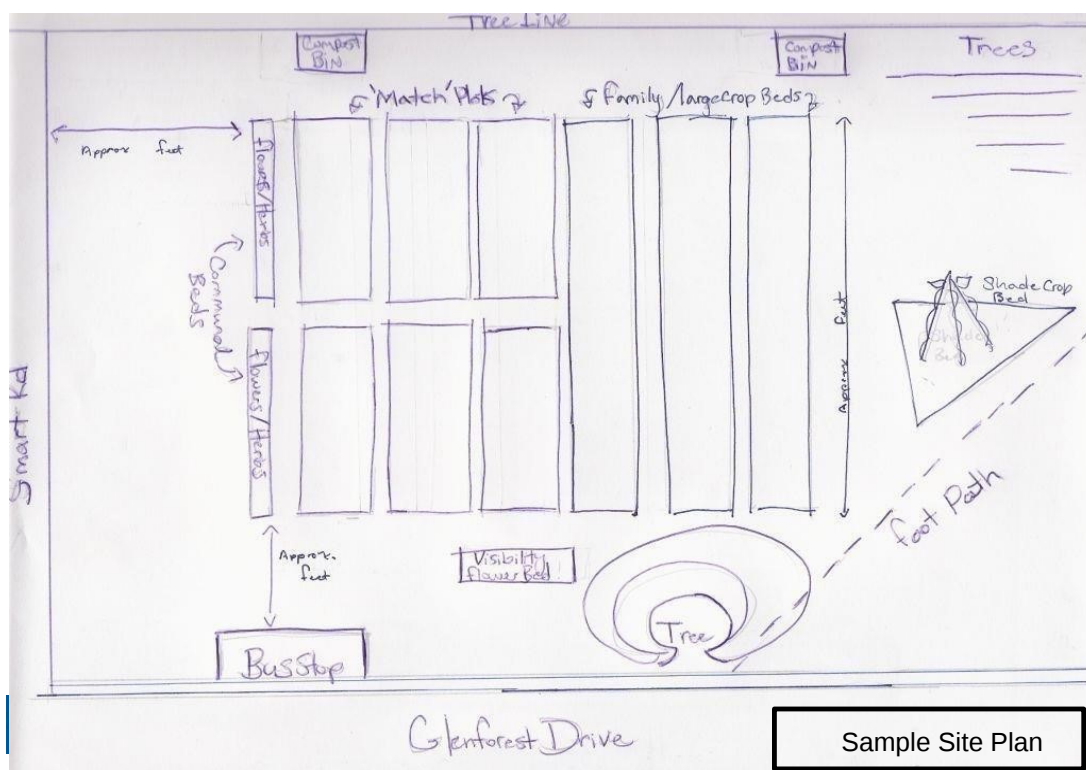 Tree Line
Compost
Bin
Compost
Bin
Trees
'Match' Plots
Family/large crop Beds
Approx feet
flowers/Herbs
Communal
Beds
flowers/Herbs
Approx feet
Shade Crop
Bed
Shade
Bed
Smart Rd
foot Path
Approx.
feet
Visibility
flower Bed
Tree
Bus Stop
Glenforest Drive
Sample Site Plan